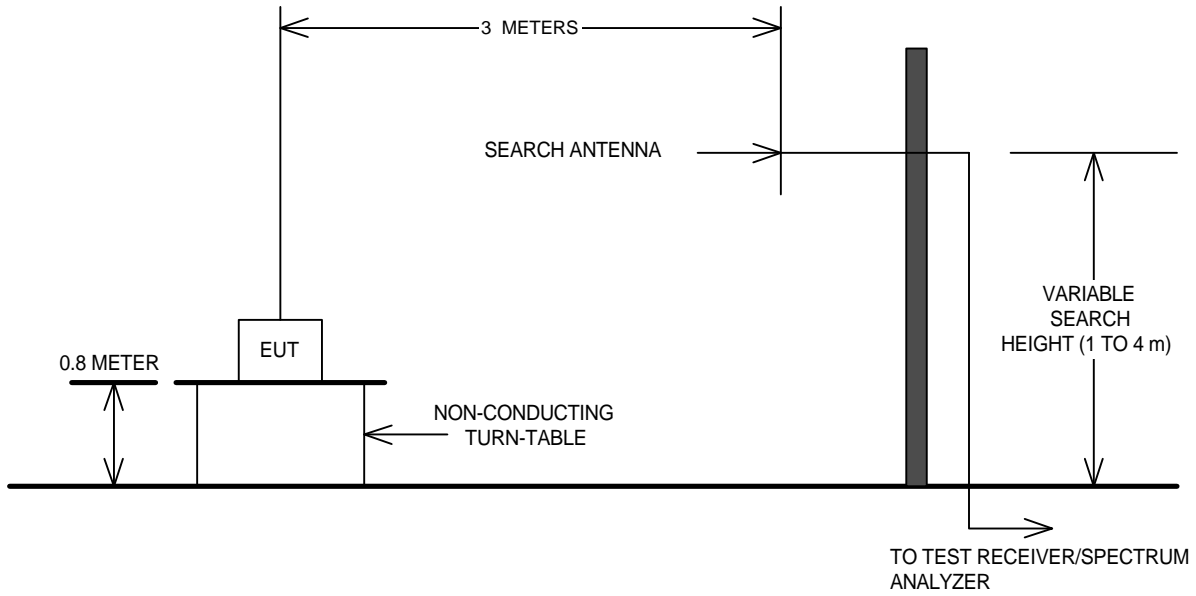 3 METERS
SEARCH ANTENNA
VARIABLE
SEARCH
HEIGHT (1 TO 4 m)
EUT
0.8 METER
NON-CONDUCTING
TURN-TABLE
TO TEST RECEIVER/SPECTRUM
ANALYZER